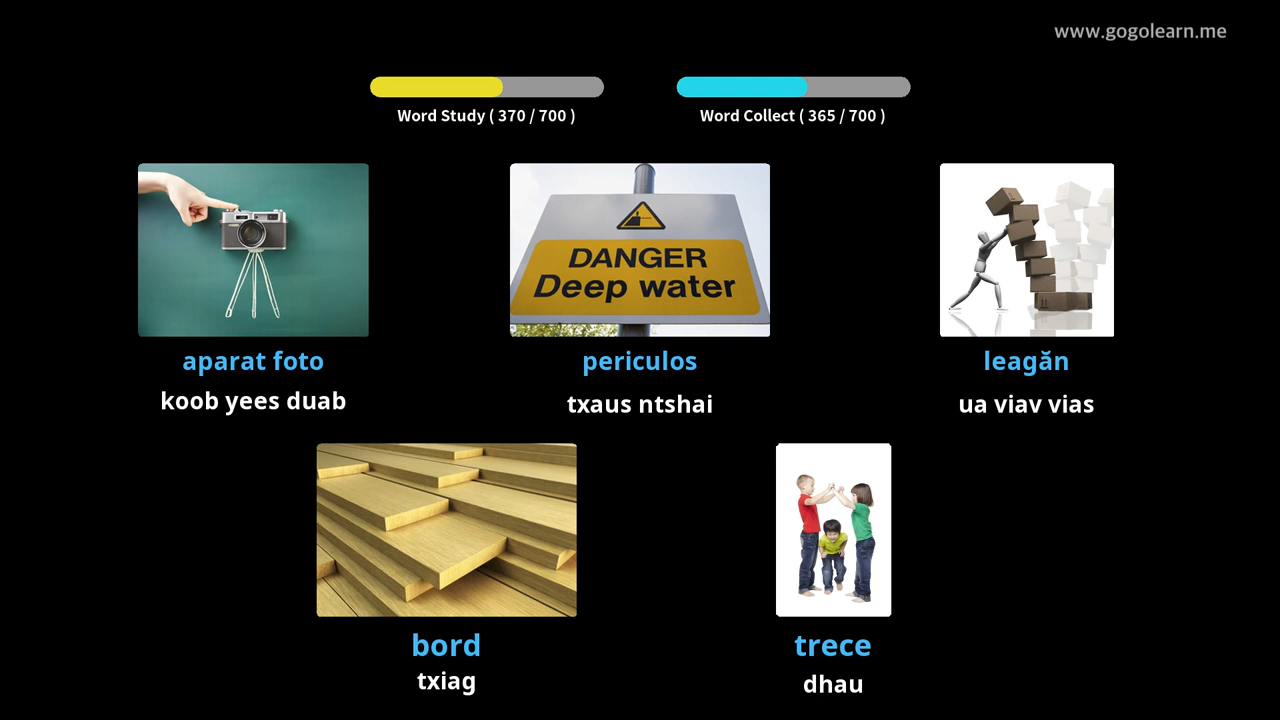 www.gogolearn.me
Word Study ( 370 / 700 )
Word Collect ( 365 / 700 )
DANGER
Deep water
aparat foto
periculos
leagăn
koob yees duab
txaus ntshai
ua viav vias
bord
trece
txiag
dhau